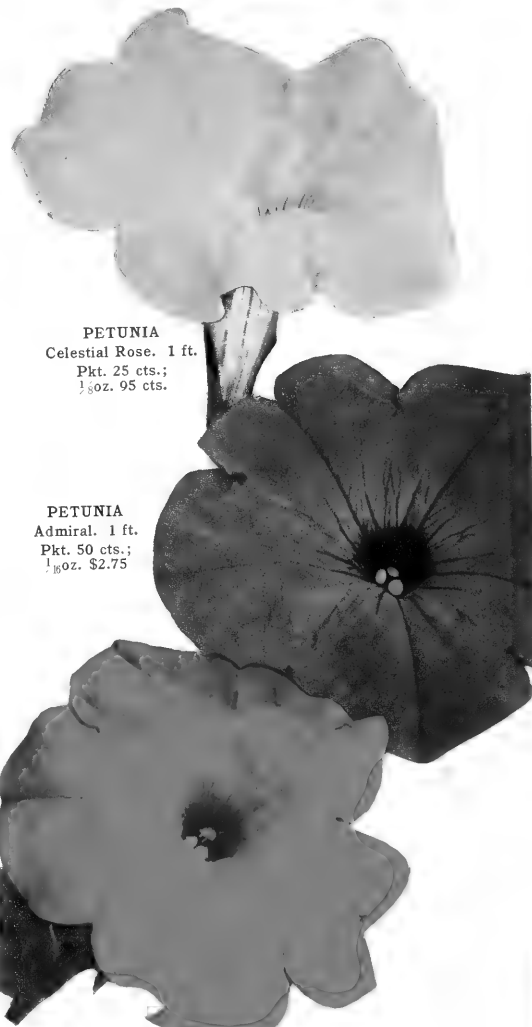 PETUNIA
Celestial Rose. 1 ft.
Pkt. 25 cts.;
⅛oz. 95 cts.
PETUNIA
Admiral. 1 ft.
Pkt. 50 cts.;
1/16oz. $2.75